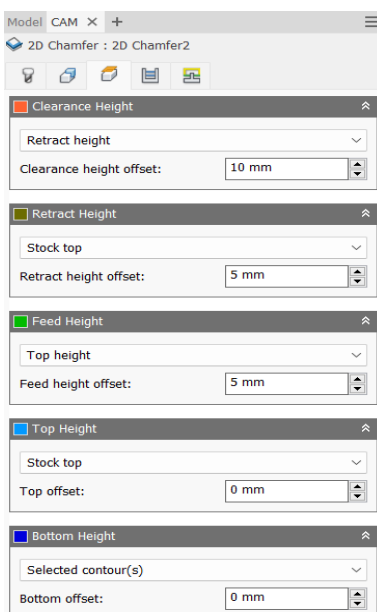 Model CAM
2D Chamfer : 2D Chamfer2
Clearance Height
Retract height
Clearance height offset: 10 mm
Retract Height
Stock top
Retract height offset: 5 mm
Feed Height
Top height
Feed height offset: 5 mm
Top Height
Stock top
Top offset: 0 mm
Bottom Height
Selected contour(s)
Bottom offset: 0 mm